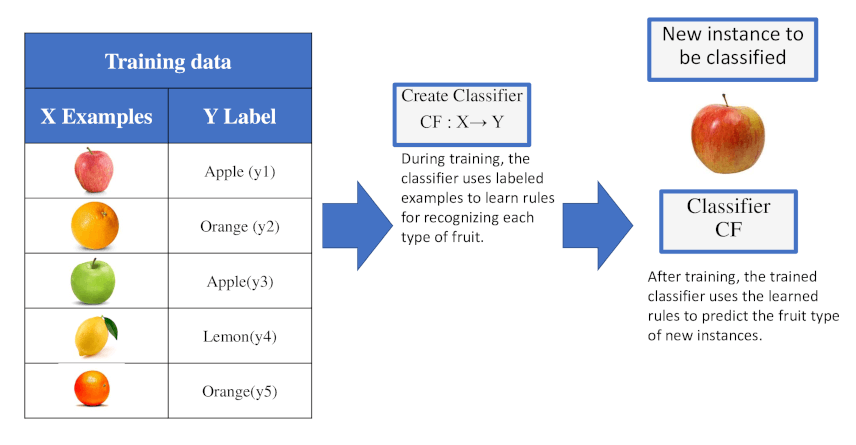 Training data
X Examples
Y Label
Apple (y1)
Orange (y2)
Apple(y3)
Lemon(y4)
Orange(y5)
Create Classifier
CF : X→ Y
During training, the
classifier uses labeled
examples to learn rules
for recognizing each
type of fruit.
New instance to
be classified
Classifier
CF
After training, the trained
classifier uses the learned
rules to predict the fruit type
of new instances.